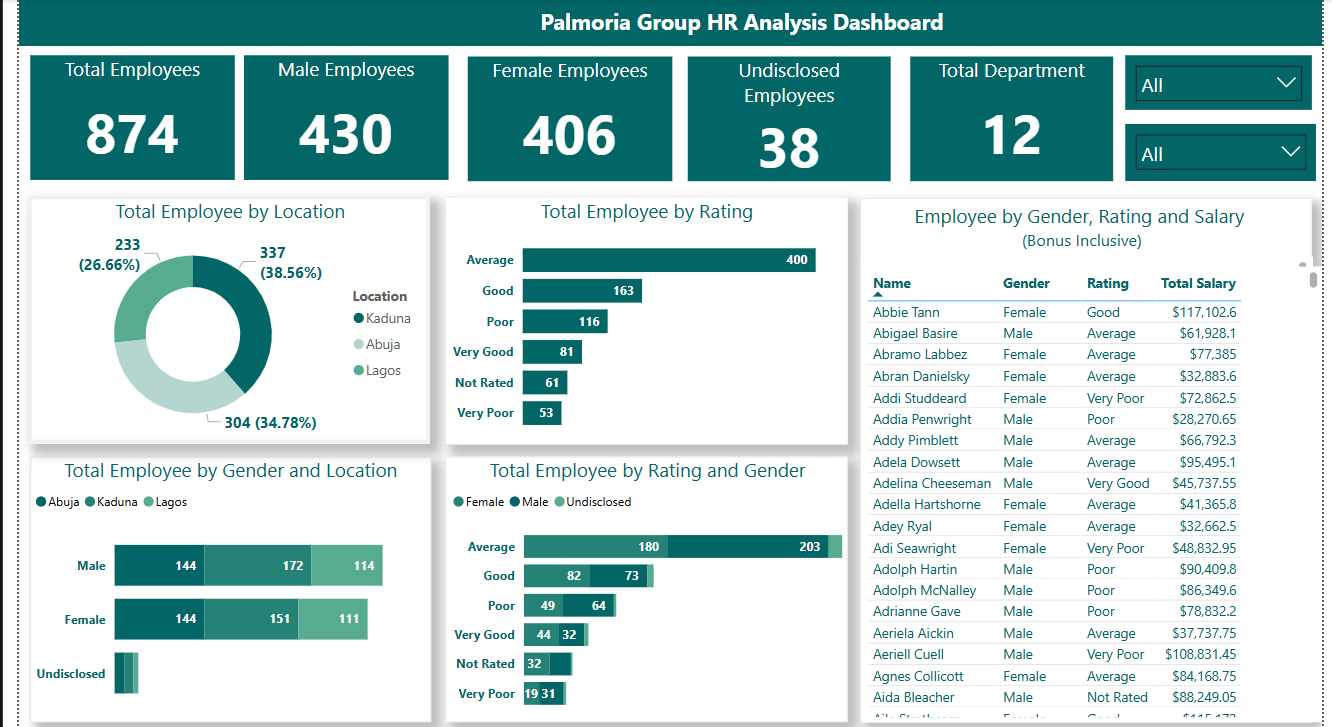 Palmoria Group HR Analysis Dashboard
Total Employees
874
Male Employees
430
Female Employees
406
Undisclosed
Employees
38
Total Department
12
All
All
Total Employee by Location
233
(26.66%)
337
(38.56%)
304 (34.78%)
Location
Kaduna
Abuja
Lagos
Total Employee by Rating
Average 400
Good 163
Poor 116
Very Good 81
Not Rated 61
Very Poor 53
Total Employee by Gender and Location
Abuja Kaduna Lagos
Male 144 172 114
Female 144 151 111
Undisclosed
Total Employee by Rating and Gender
Female Male Undisclosed
Average 180 203
Good 82 73
Poor 49 64
Very Good 44 32
Not Rated 32
Very Poor 19 31
Employee by Gender, Rating and Salary
(Bonus Inclusive)
Name Gender Rating Total Salary
Abbie Tann Female Good $117,102.6
Abigael Basire Male Average $61,928.1
Abramo Labbez Female Average $77,385
Abran Danielsky Female Average $32,883.6
Addi Studdeard Female Very Poor $72,862.5
Addia Penwright Male Poor $28,270.65
Addy Pimblett Male Average $66,792.3
Adela Dowsett Male Average $95,495.1
Adelina Cheeseman Male Very Good $45,737.55
Adella Hartshorne Female Average $41,365.8
Adey Ryal Female Average $32,662.5
Adi Seawright Female Very Poor $48,832.95
Adolph Hartin Male Poor $90,409.8
Adolph McNalley Male Poor $86,349.6
Adrianne Gave Male Poor $78,832.2
Aeriela Aickin Male Average $37,737.75
Aeriell Cuell Male Very Poor $108,831.45
Agnes Collicott Female Average $84,168.75
Aida Bleacher Male Not Rated $88,249.05